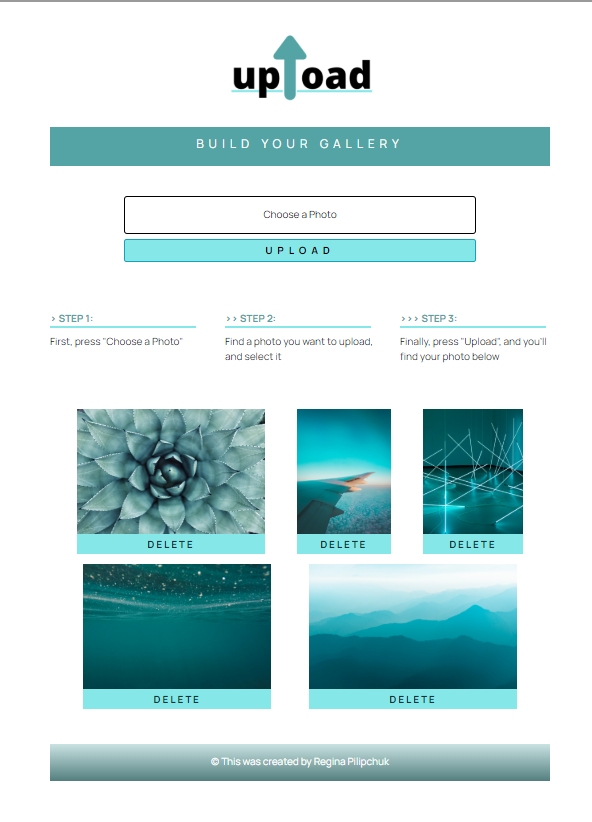 upload
BUILD YOUR GALLERY
Choose a Photo
UPLOAD
> STEP 1:
First, press "Choose a Photo"
>> STEP 2:
Find a photo you want to upload,
and select it
>>> STEP 3:
Finally, press "Upload", and you'll
find your photo below
DELETE
DELETE
DELETE
DELETE
DELETE
© This was created by Regina Pilipchuk